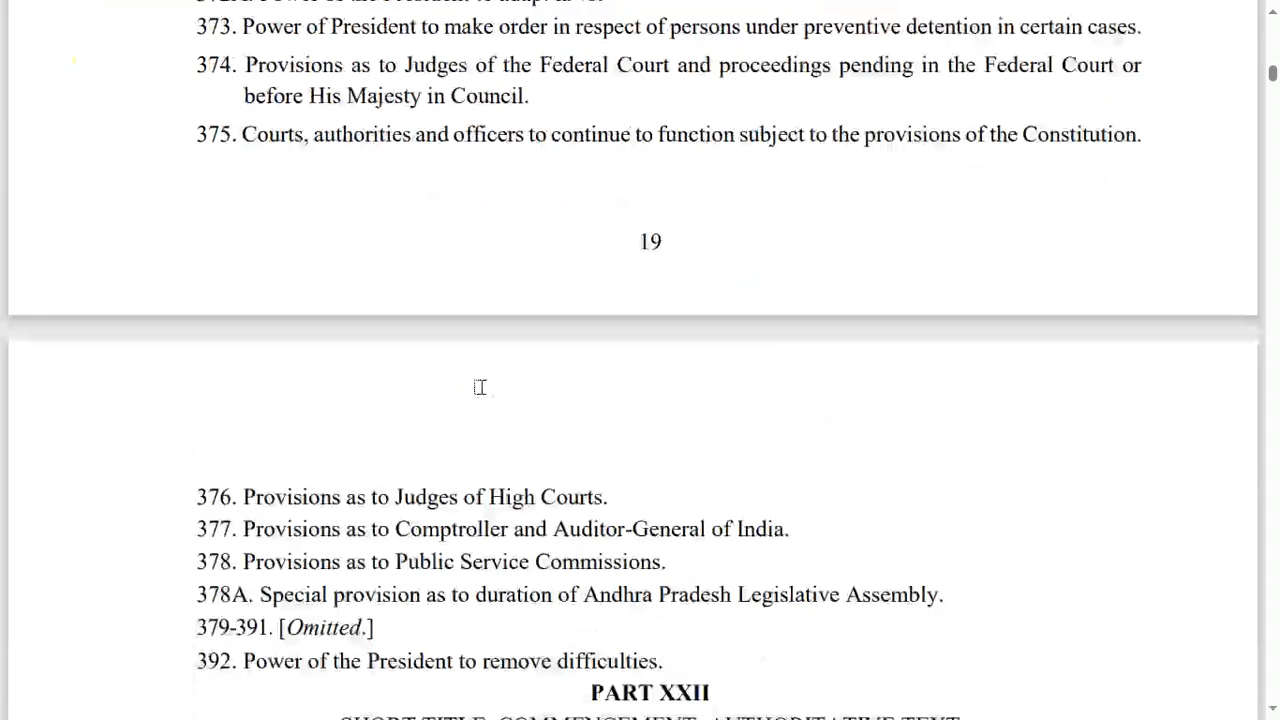 373. Power of President to make order in respect of persons under preventive detention in certain cases.
374. Provisions as to Judges of the Federal Court and proceedings pending in the Federal Court or
before His Majesty in Council.
375. Courts, authorities and officers to continue to function subject to the provisions of the Constitution.
19
376. Provisions as to Judges of High Courts.
377. Provisions as to Comptroller and Auditor-General of India.
378. Provisions as to Public Service Commissions.
378A. Special provision as to duration of Andhra Pradesh Legislative Assembly.
379-391. [Omitted.]
392. Power of the President to remove difficulties.
PART XXII